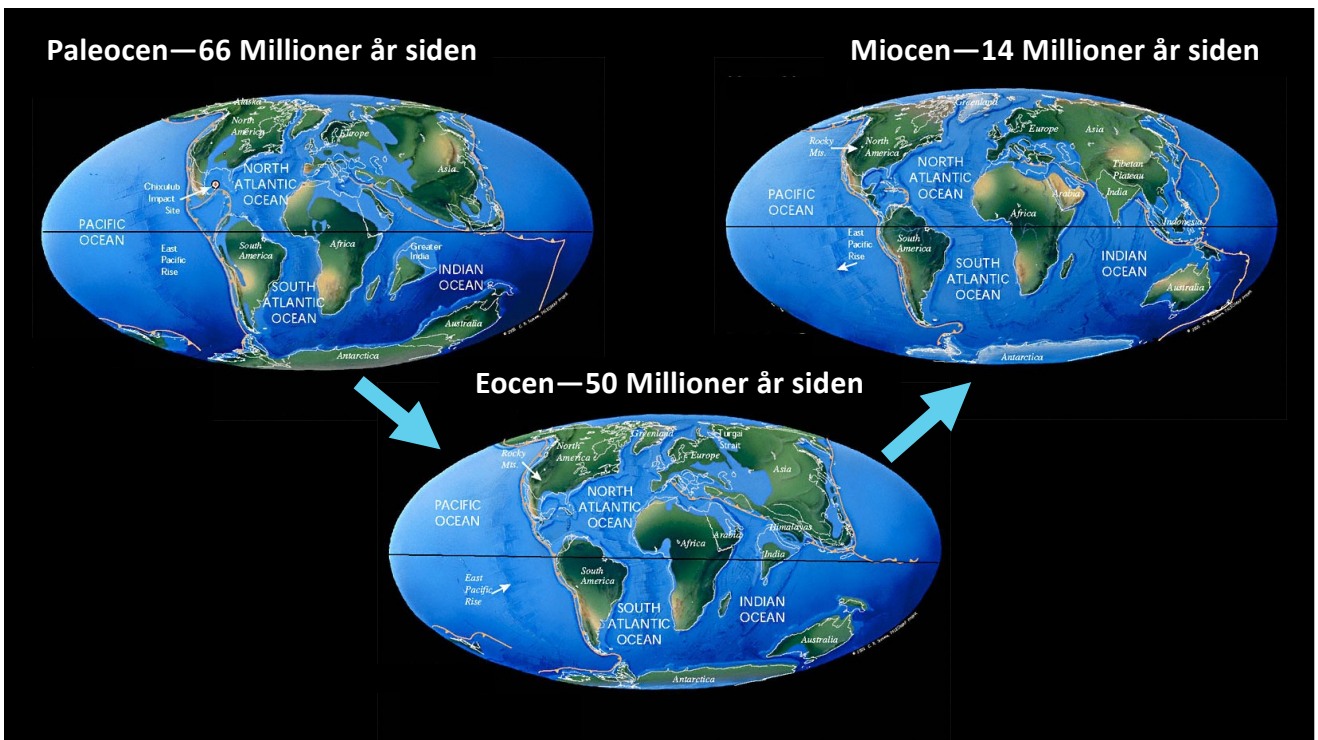 Paleocen—66 Millioner år siden
Alaska
North
America
Europe
Asia
NORTH
ATLANTIC
OCEAN
Chixulub
Impact
Site
PACIFIC
OCEAN
East
Pacific
Rise
South
America
Africa
Greater
India
INDIAN
OCEAN
SOUTH
ATLANTIC
OCEAN
Australia
Antarctica
Miocen—14 Millioner år siden
Greenland
Rocky
Mts.
North
America
Europe
Asia
NORTH
ATLANTIC
OCEAN
Tibetan
Plateau
PACIFIC
OCEAN
Arabia
India
Africa
Indonesia
East
Pacific
Rise
South
America
SOUTH
ATLANTIC
OCEAN
INDIAN
OCEAN
Australia
Antarctica
Eocen—50 Millioner år siden
Greenland
Turgai
Strait
Rocky
Mts.
North
America
Europe
Asia
PACIFIC
OCEAN
NORTH
ATLANTIC
OCEAN
Himalayas
Africa
Arabia
India
East
Pacific
Rise
South
America
SOUTH
ATLANTIC
OCEAN
INDIAN
OCEAN
Australia
Antarctica